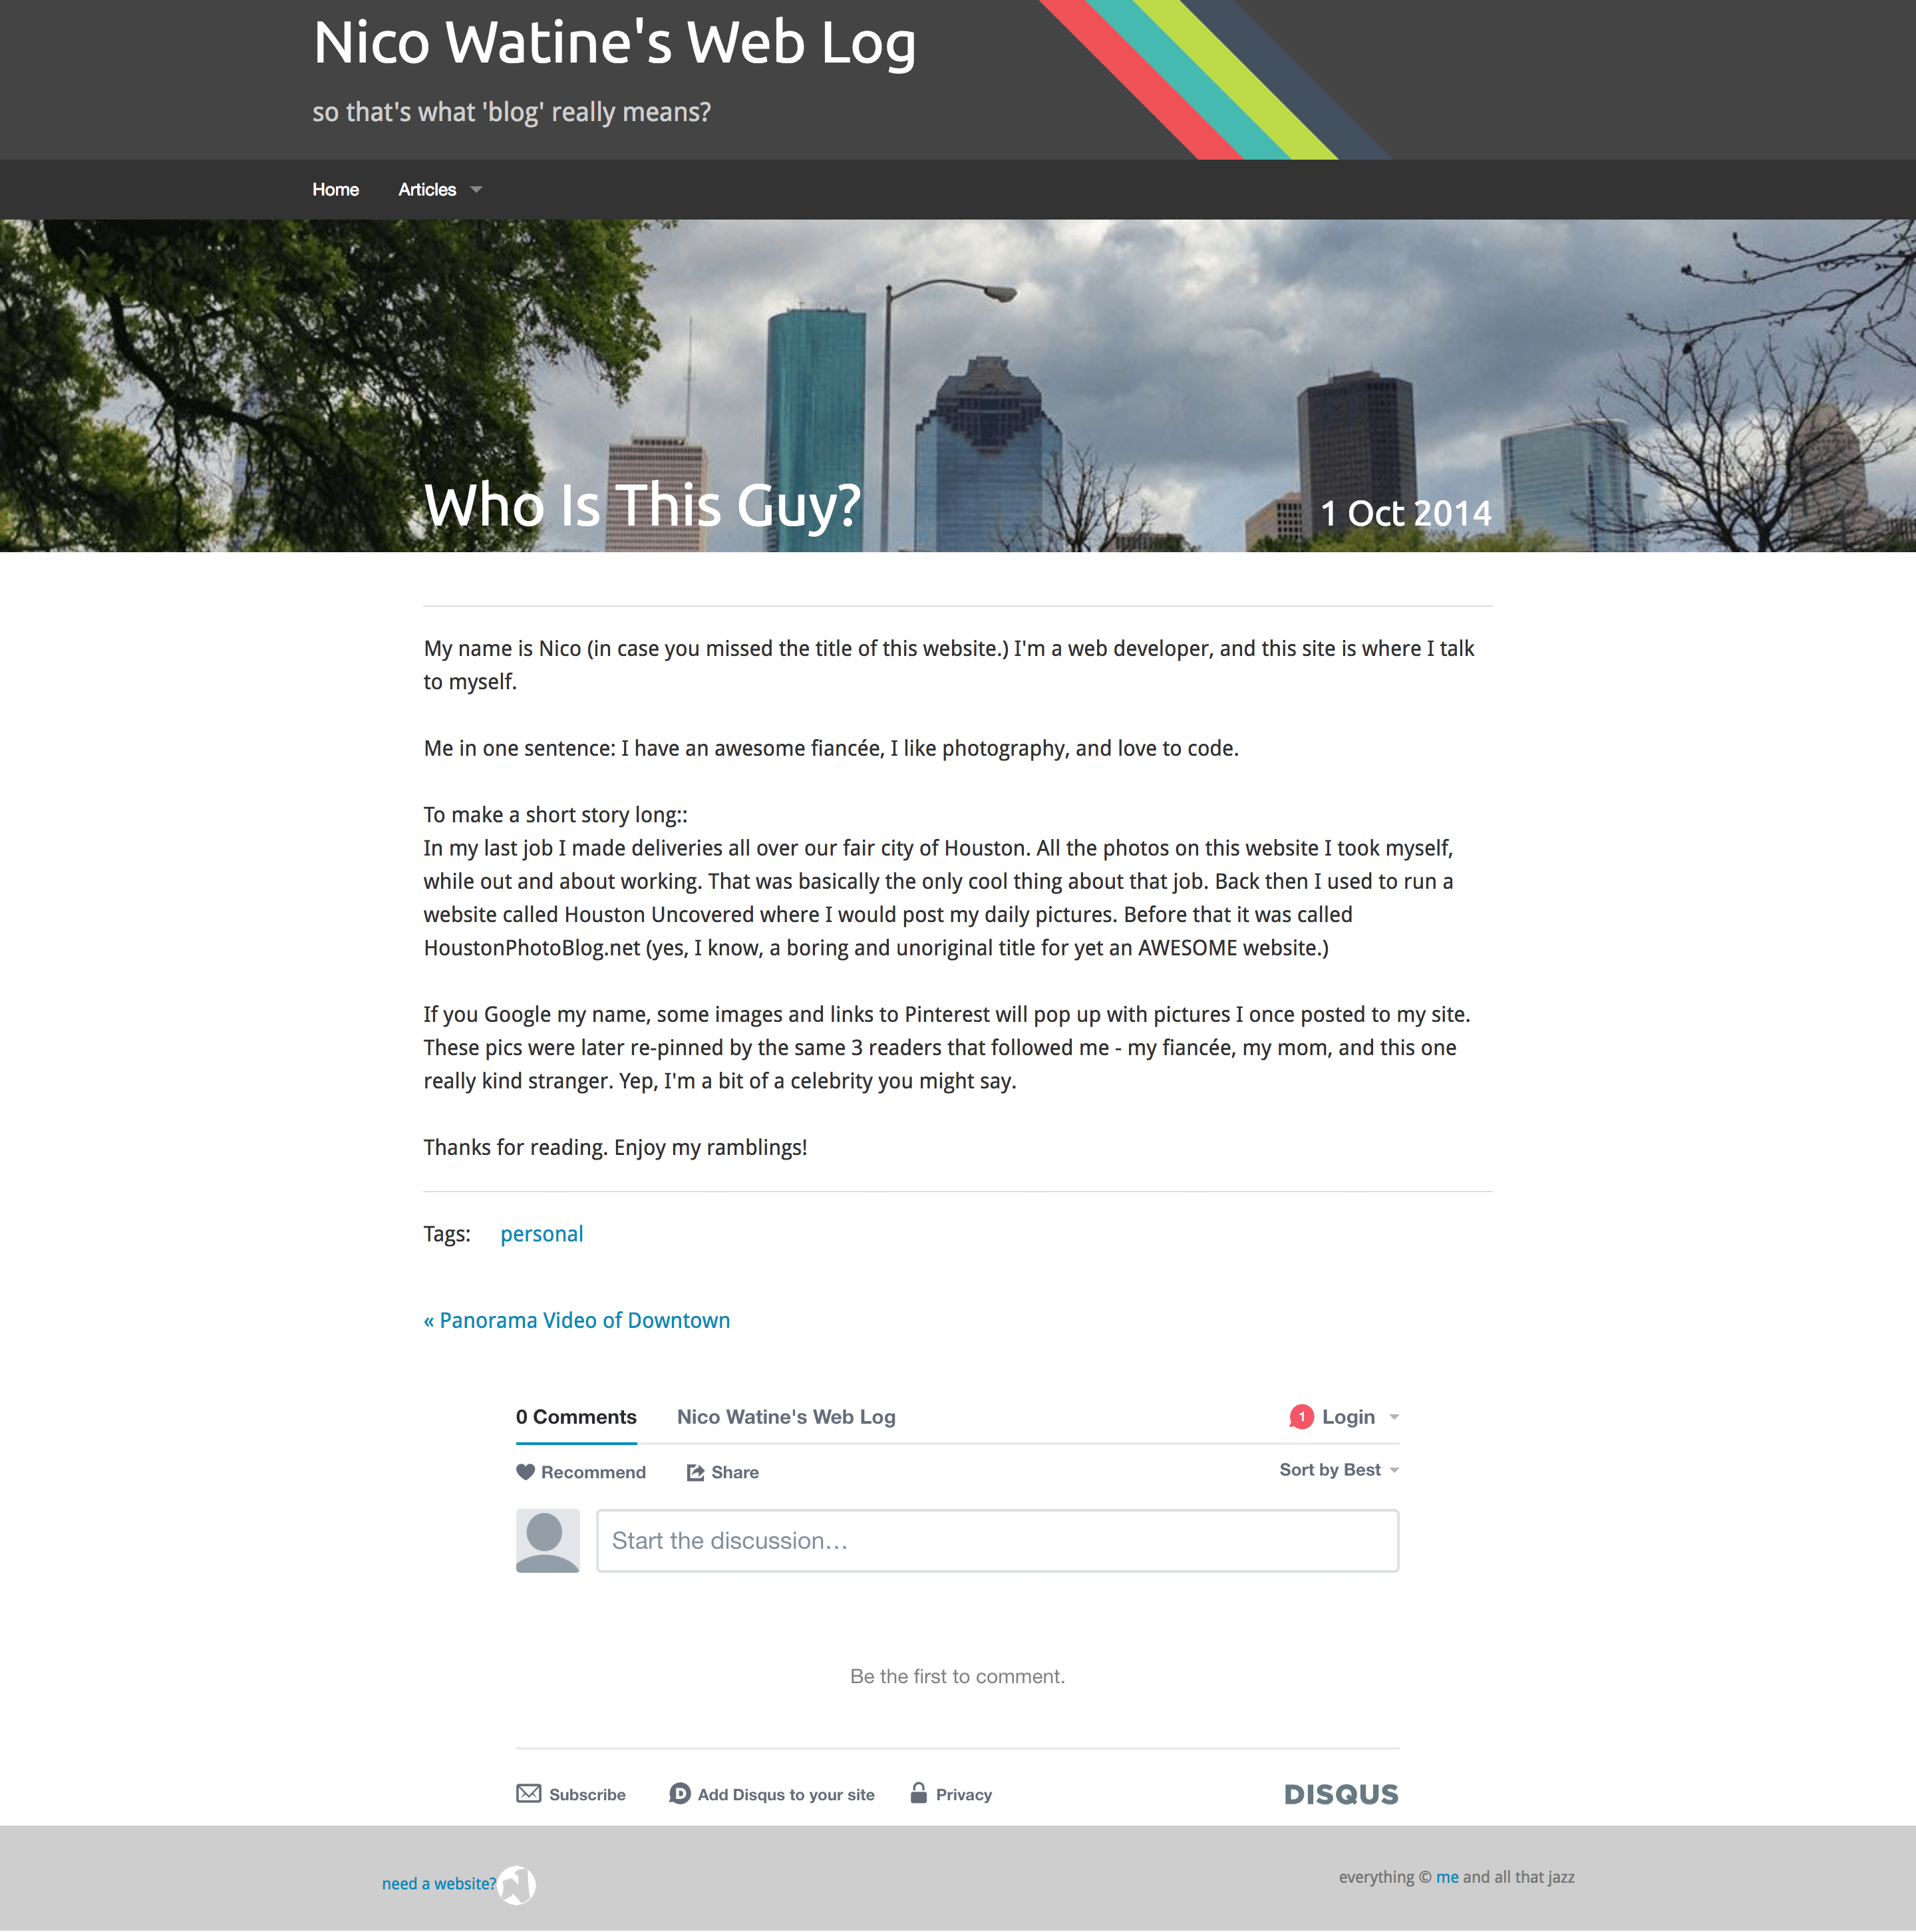 Nico Watine's Web Log
so that's what 'blog' really means?
Home Articles
Who Is This Guy? 1 Oct 2014
My name is Nico (in case you missed the title of this website.) I'm a web developer, and this site is where I talk
to myself.
Me in one sentence: I have an awesome fiancée, I like photography, and love to code.
To make a short story long::
In my last job I made deliveries all over our fair city of Houston. All the photos on this website I took myself,
while out and about working. That was basically the only cool thing about that job. Back then I used to run a
website called Houston Uncovered where I would post my daily pictures. Before that it was called
HoustonPhotoBlog.net (yes, I know, a boring and unoriginal title for yet an AWESOME website.)
If you Google my name, some images and links to Pinterest will pop up with pictures I once posted to my site.
These pics were later re-pinned by the same 3 readers that followed me - my fiancée, my mom, and this one
really kind stranger. Yep, I'm a bit of a celebrity you might say.
Thanks for reading. Enjoy my ramblings!
Tags: personal
« Panorama Video of Downtown
0 Comments Nico Watine's Web Log 1 Login
Recommend Share Sort by Best
Start the discussion…
Be the first to comment.
Subscribe D Add Disqus to your site Privacy DISQUS
need a website? everything © me and all that jazz